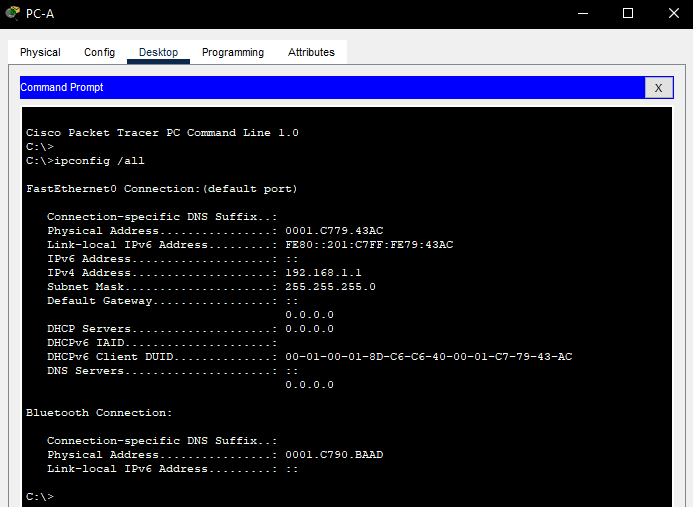 PC-A
Physical Config Desktop Programming Attributes
Command Prompt X
Cisco Packet Tracer PC Command Line 1.0
C:\>
C:\>ipconfig /all
FastEthernet0 Connection:(default port)
Connection-specific DNS Suffix..:
Physical Address................: 0001.C779.43AC
Link-local IPv6 Address.........: FE80::201:C7FF:FE79:43AC
IPv6 Address....................: ::
IPv4 Address....................: 192.168.1.1
Subnet Mask.....................: 255.255.255.0
Default Gateway.................: ::
0.0.0.0
DHCP Servers....................: 0.0.0.0
DHCPv6 IAID.....................:
DHCPv6 Client DUID..............: 00-01-00-01-8D-C6-C6-40-00-01-C7-79-43-AC
DNS Servers.....................: ::
0.0.0.0
Bluetooth Connection:
Connection-specific DNS Suffix..:
Physical Address................: 0001.C790.BAAD
Link-local IPv6 Address.........: ::
C:\>